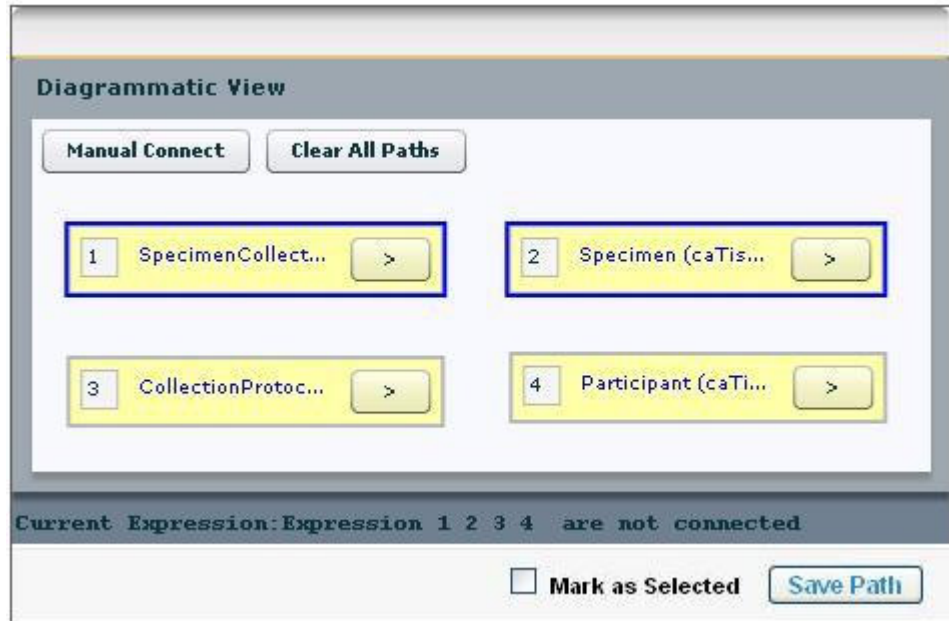 Diagrammatic View
Manual Connect Clear All Paths
1 SpecimenCollect... > 2 Specimen (caTis... >
3 CollectionProtoc... > 4 Participant (caTi... >
Current Expression:Expression 1 2 3 4 are not connected
Mark as Selected Save Path